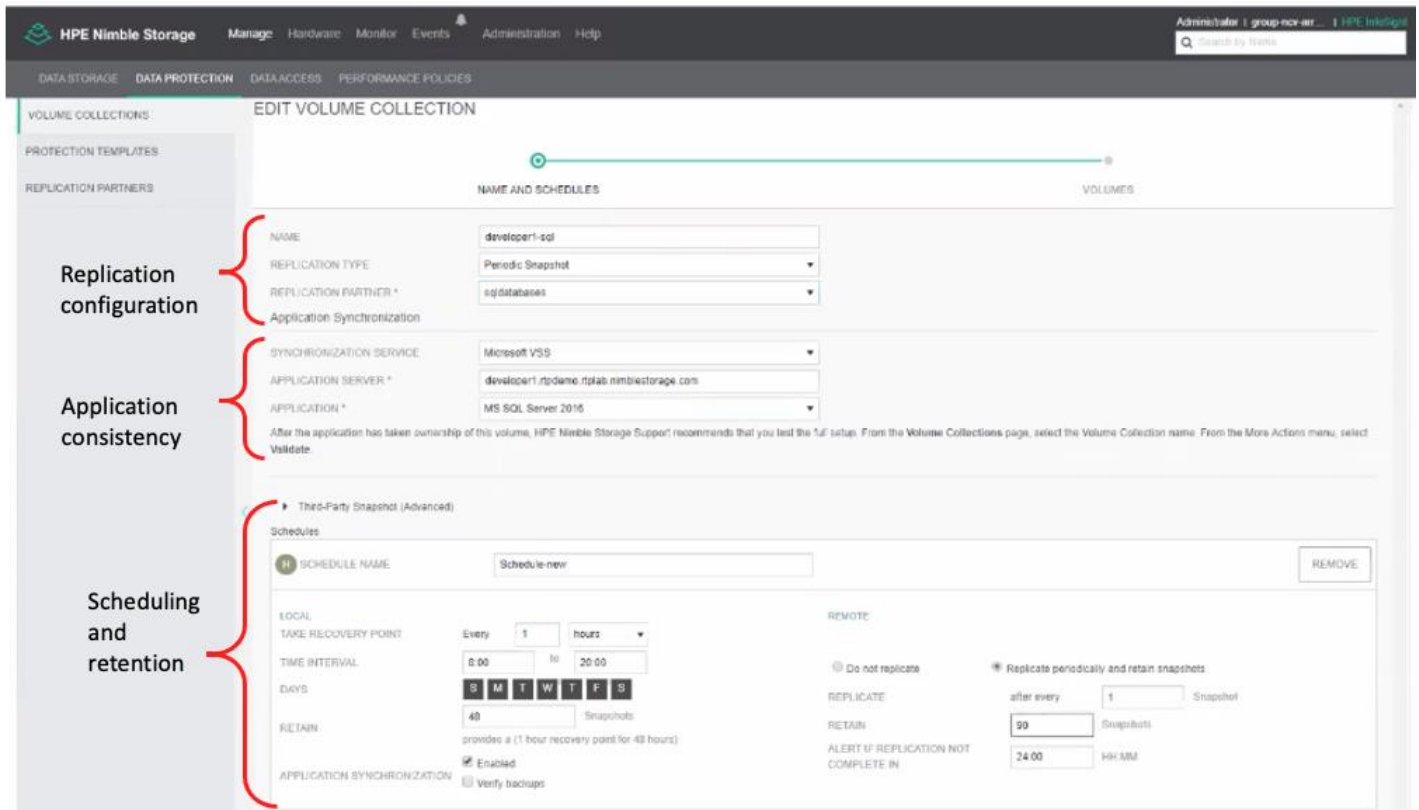 HPE Nimble Storage Manage Hardware Monitor Events Administration Help
Administrator | group-ncv-arr... | HPE InfoSight
Search by Name
DATA STORAGE DATA PROTECTION DATA ACCESS PERFORMANCE POLICIES
VOLUME COLLECTIONS
PROTECTION TEMPLATES
REPLICATION PARTNERS
EDIT VOLUME COLLECTION
NAME AND SCHEDULES VOLUMES
Replication
configuration
NAME developer1-sql
REPLICATION TYPE Periodic Snapshot
REPLICATION PARTNER * sqldatabases
Application Synchronization
Application
consistency
SYNCHRONIZATION SERVICE Microsoft VSS
APPLICATION SERVER * developer1.rtpdemo.rtplab.nimblestorage.com
APPLICATION * MS SQL Server 2016
After the application has taken ownership of this volume, HPE Nimble Storage Support recommends that you test the full setup. From the Volume Collections page, select the Volume Collection name. From the More Actions menu, select
Validate.
Scheduling
and
retention
Third-Party Snapshot (Advanced)
Schedules
H SCHEDULE NAME Schedule-new REMOVE
LOCAL
TAKE RECOVERY POINT Every 1 hours
TIME INTERVAL 8:00 to 20:00
DAYS S M T W T F S
RETAIN 48 Snapshots
provides a (1 hour recovery point for 48 hours)
APPLICATION SYNCHRONIZATION Enabled
Verify backups
REMOTE
Do not replicate Replicate periodically and retain snapshots
REPLICATE after every 1 Snapshot
RETAIN 90 Snapshots
ALERT IF REPLICATION NOT
COMPLETE IN 24:00 HH:MM